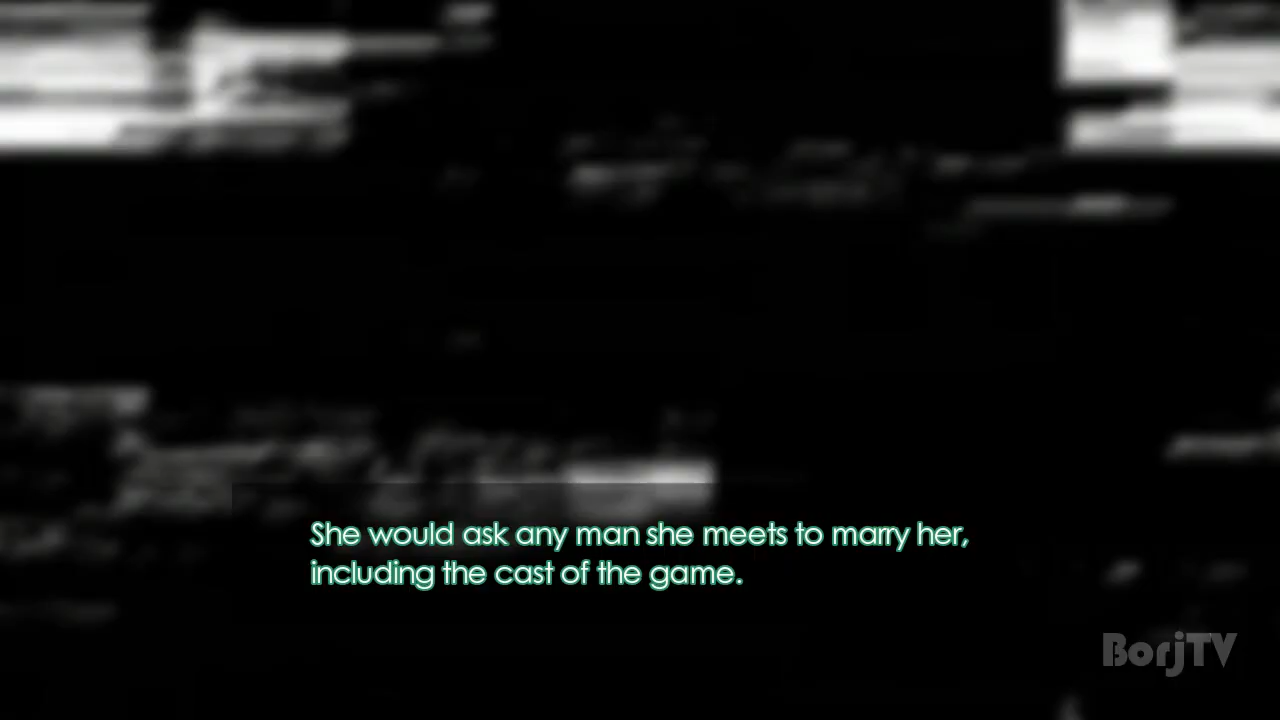 She would ask any man she meets to marry her,
including the cast of the game.
BorjTV